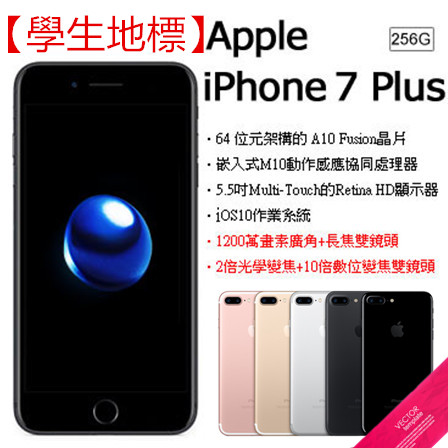 【學生地標】Apple 256G
iPhone 7 Plus
・64 位元架構的 A10 Fusion晶片
・嵌入式M10動作感應協同處理器
・5.5吋Multi-Touch的Retina HD顯示器
・iOS10作業系統
・1200萬畫素廣角+長焦雙鏡頭
・2倍光學變焦+10倍數位變焦雙鏡頭
VECTOR
template